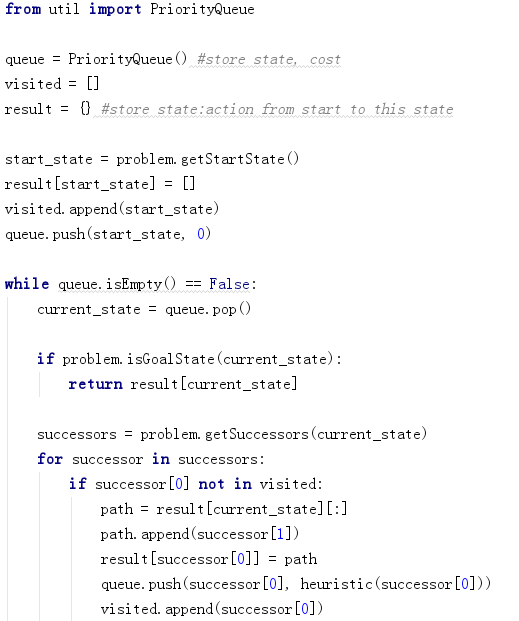 from util import PriorityQueue
queue = PriorityQueue() #store state, cost
visited = []
result = {} #store state:action from start to this state
start_state = problem.getStartState()
result[start_state] = []
visited.append(start_state)
queue.push(start_state, 0)
while queue.isEmpty() == False:
    current_state = queue.pop()
    if problem.isGoalState(current_state):
        return result[current_state]
    successors = problem.getSuccessors(current_state)
    for successor in successors:
        if successor[0] not in visited:
            path = result[current_state][:]
            path.append(successor[1])
            result[successor[0]] = path
            queue.push(successor[0], heuristic(successor[0]))
            visited.append(successor[0])